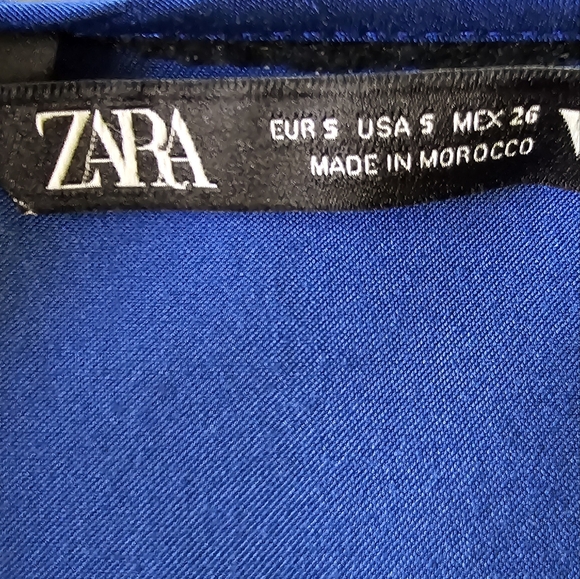 ZARA
EUR S USA S MEX 26
MADE IN MOROCCO